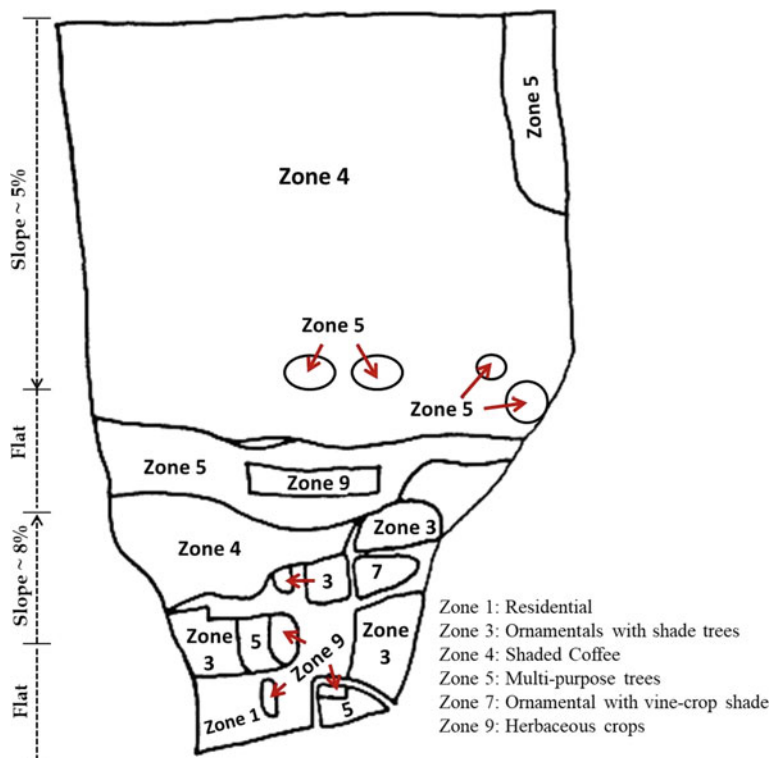 Slope ~ 5%
Flat
Slope ~ 8%
Flat
Zone 5
Zone 4
Zone 5
Zone 5
Zone 5
Zone 9
Zone 3
Zone 4
3
7
Zone 3
5
Zone 9
Zone 3
Zone 1
5
Zone 1: Residential
Zone 3: Ornamentals with shade trees
Zone 4: Shaded Coffee
Zone 5: Multi-purpose trees
Zone 7: Ornamental with vine-crop shade
Zone 9: Herbaceous crops